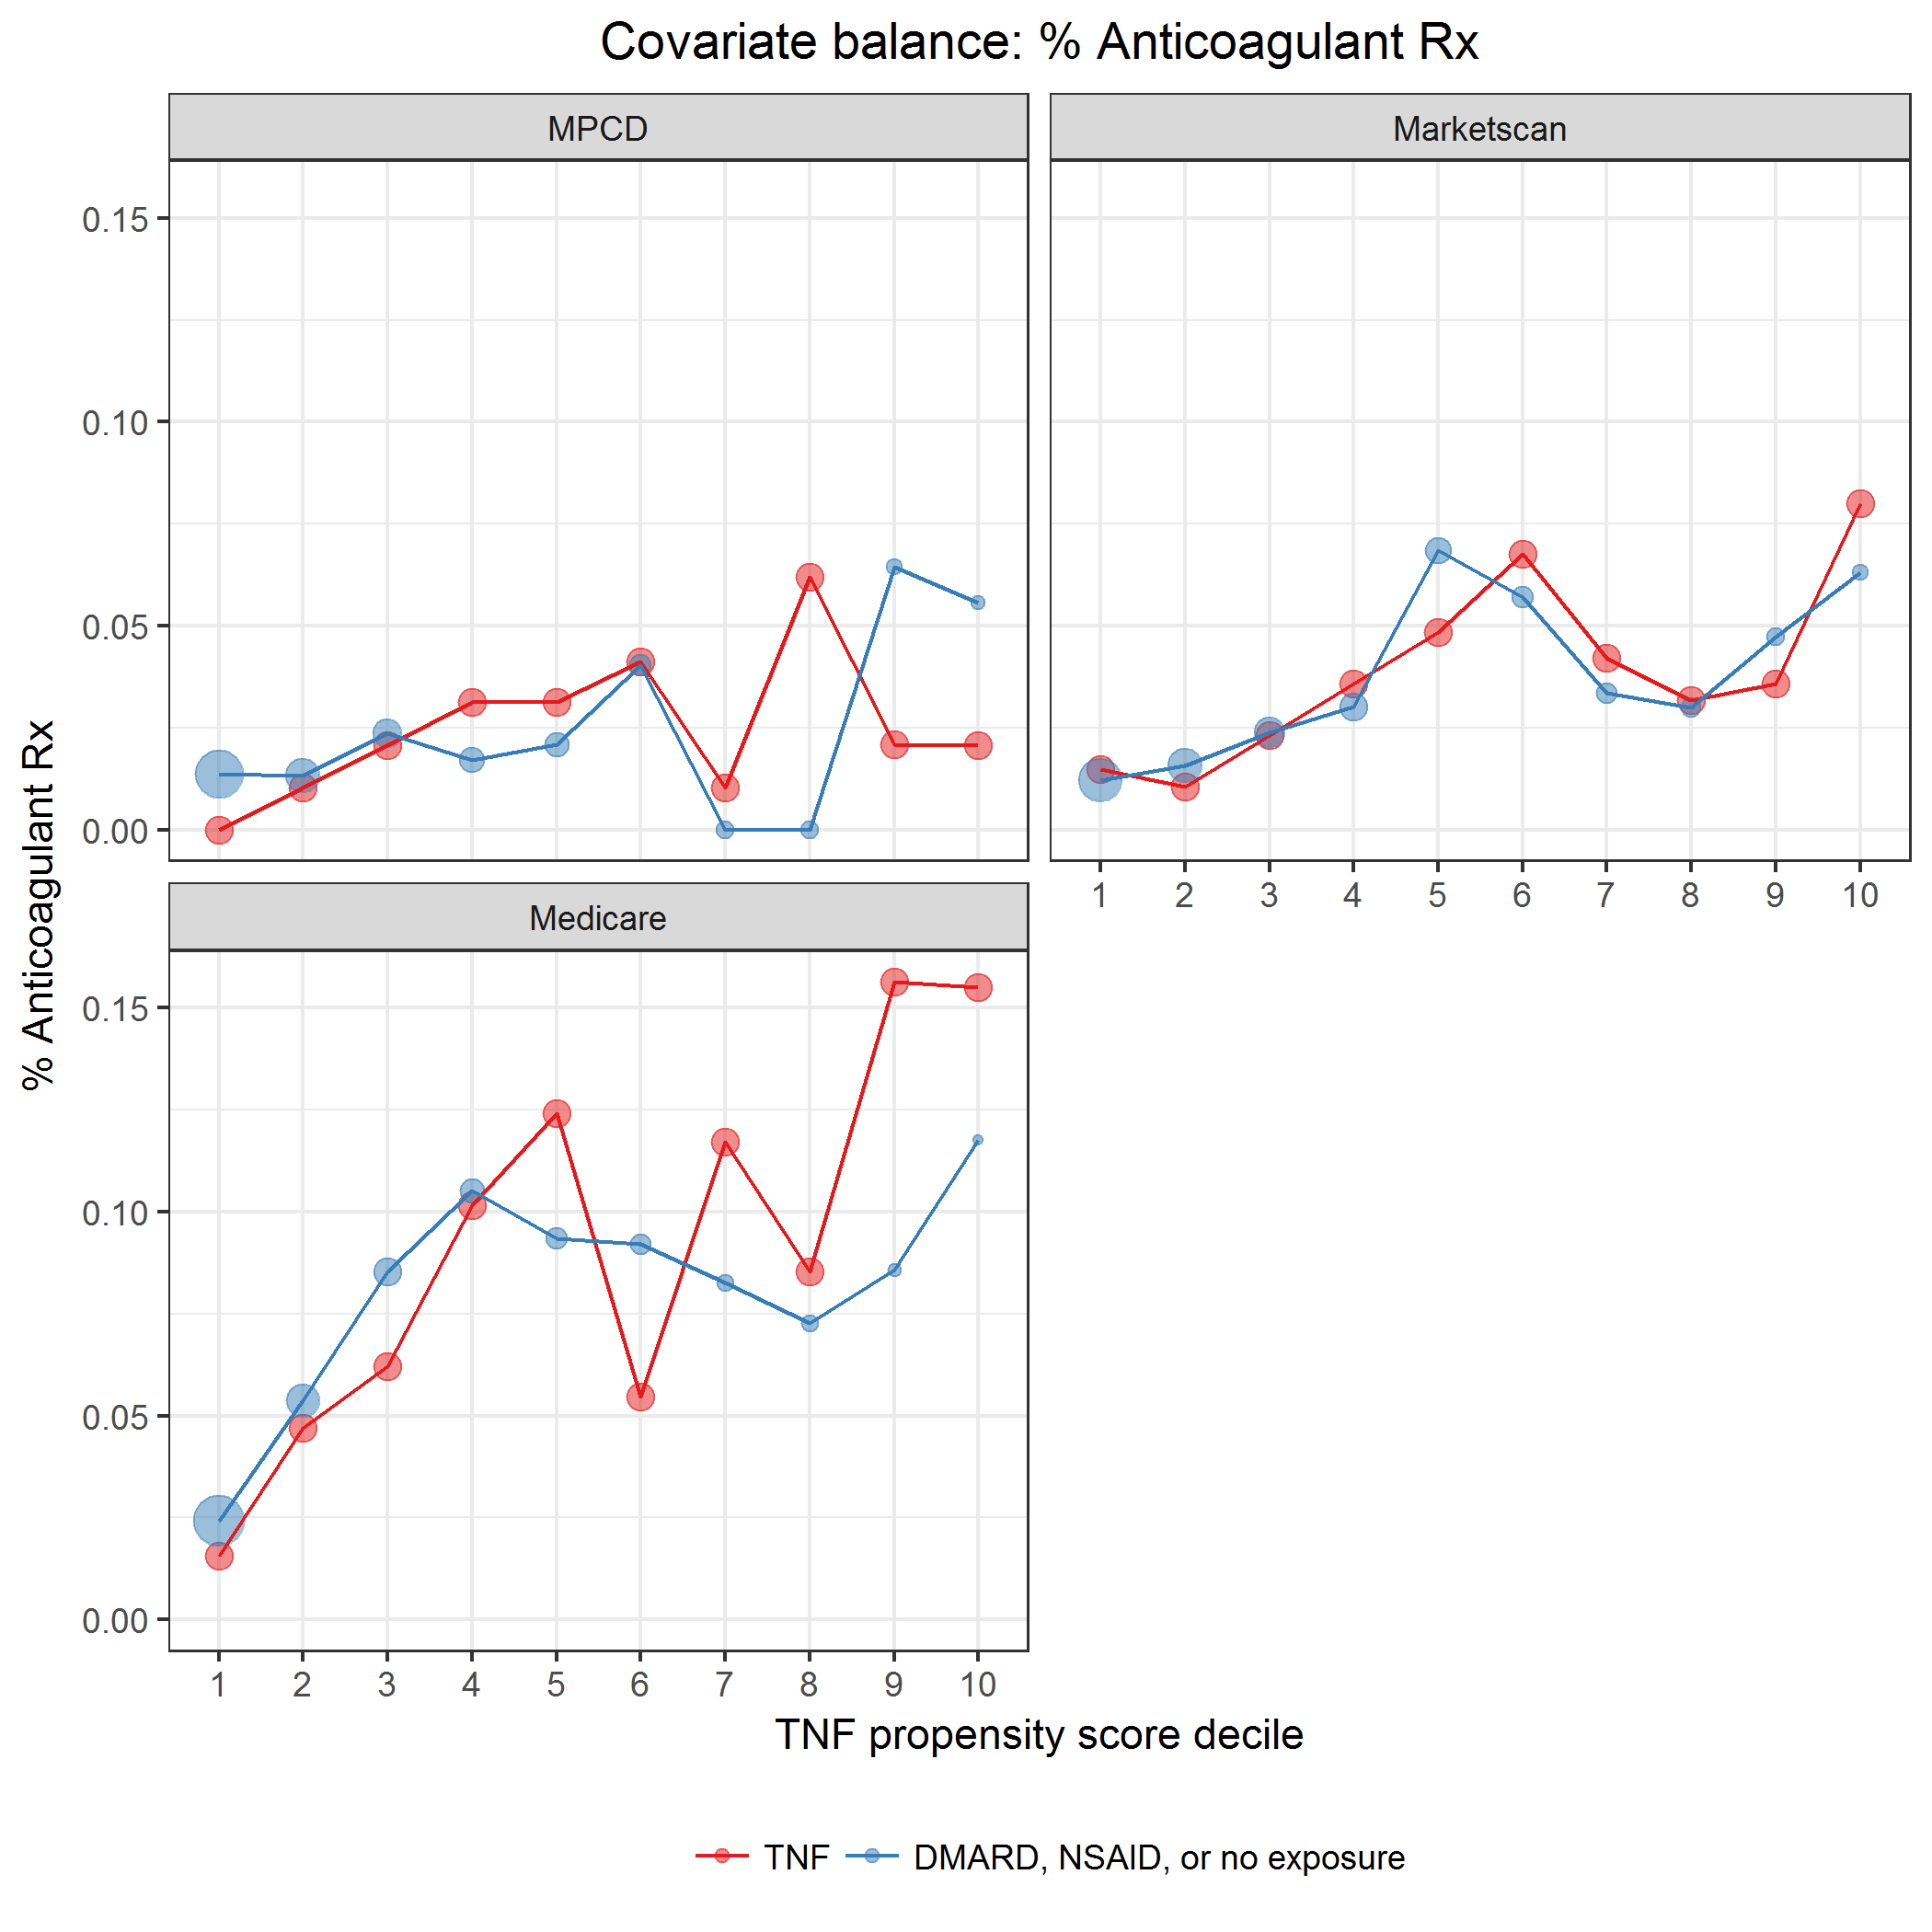 Covariate balance: % Anticoagulant Rx
MPCD
Marketscan
0.15
0.10
0.05
0.00
1 2 3 4 5 6 7 8 9 10
Medicare
0.15
0.10
0.05
0.00
1 2 3 4 5 6 7 8 9 10
% Anticoagulant Rx
TNF propensity score decile
TNF
DMARD, NSAID, or no exposure